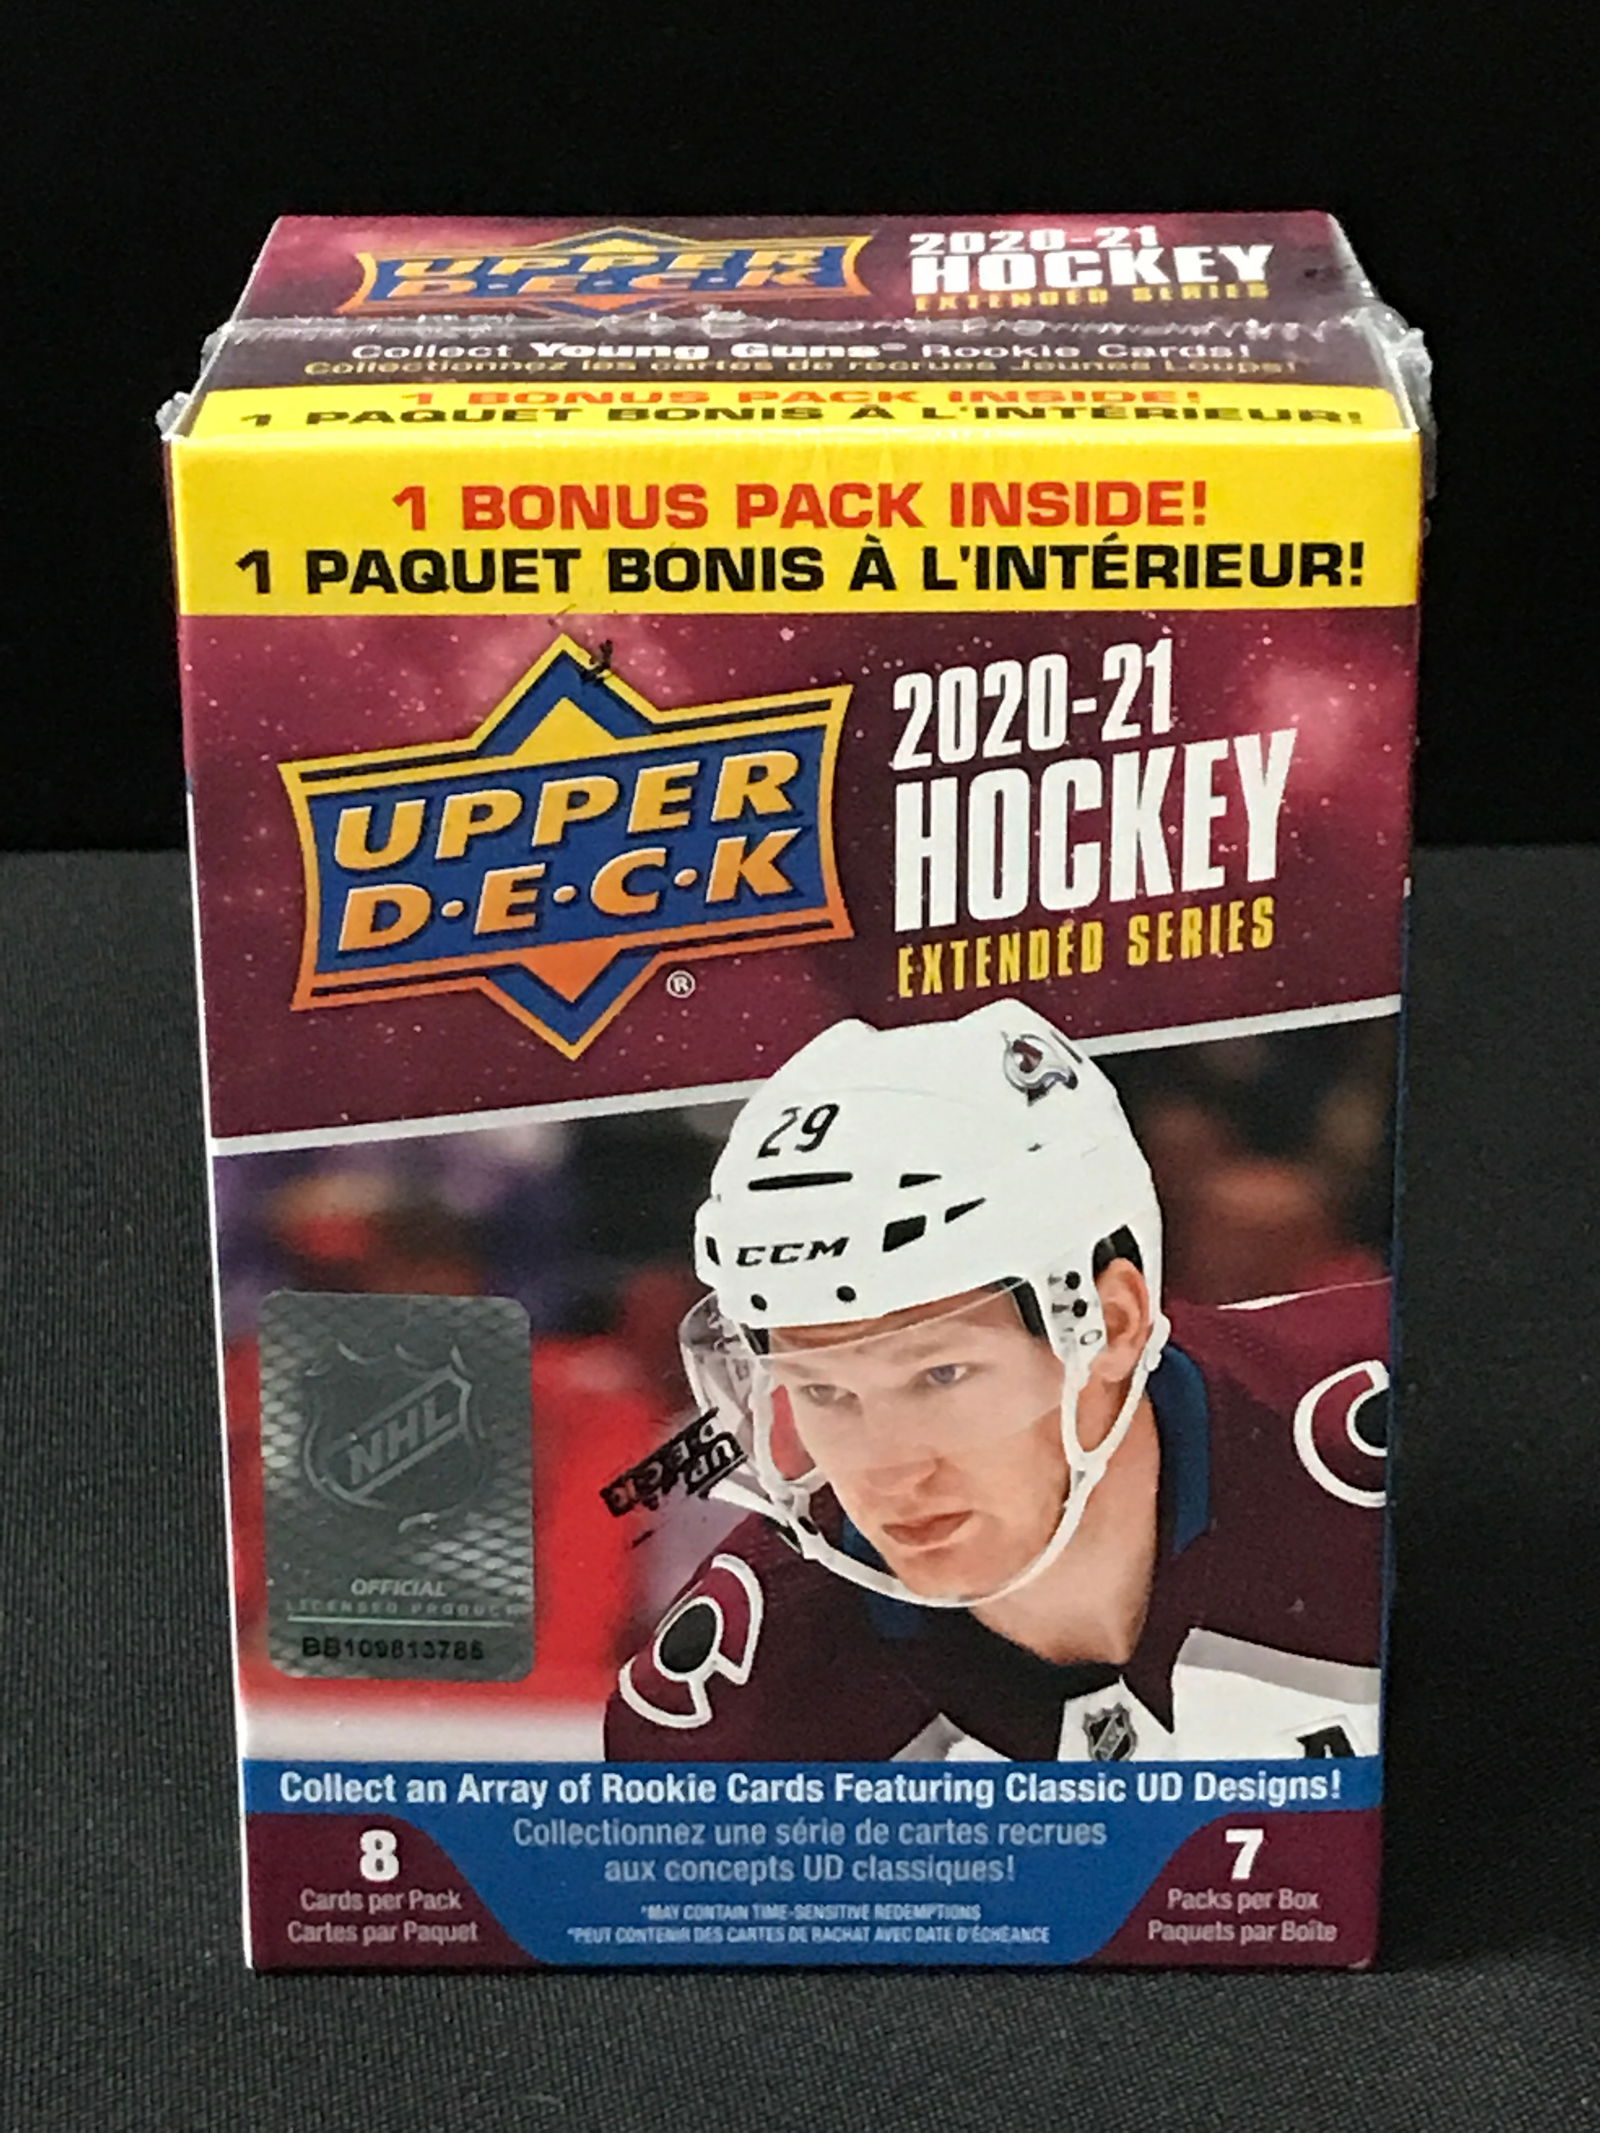 UPPER
D·E·C·K
2020-21
HOCKEY
EXTENDED SERIES
Collect Young Guns® Rookie Cards!
Collectionnez les cartes de recrues Jeunes Loups!
1 BONUS PACK INSIDE!
1 PAQUET BONIS À L'INTÉRIEUR!
1 BONUS PACK INSIDE!
1 PAQUET BONIS À L'INTÉRIEUR!
UPPER
D·E·C·K
®
2020-21
HOCKEY
EXTENDED SERIES
29
CCM
NHL
OFFICIAL
LICENSED PRODUCT
BB109813786
UPPER
DECK
Collect an Array of Rookie Cards Featuring Classic UD Designs!
Collectionnez une série de cartes recrues
aux concepts UD classiques!
8
Cards per Pack
Cartes par Paquet
*MAY CONTAIN TIME-SENSITIVE REDEMPTIONS
*PEUT CONTENIR DES CARTES DE RACHAT AVEC DATE D'ÉCHÉANCE
7
Packs per Box
Paquets par Boîte